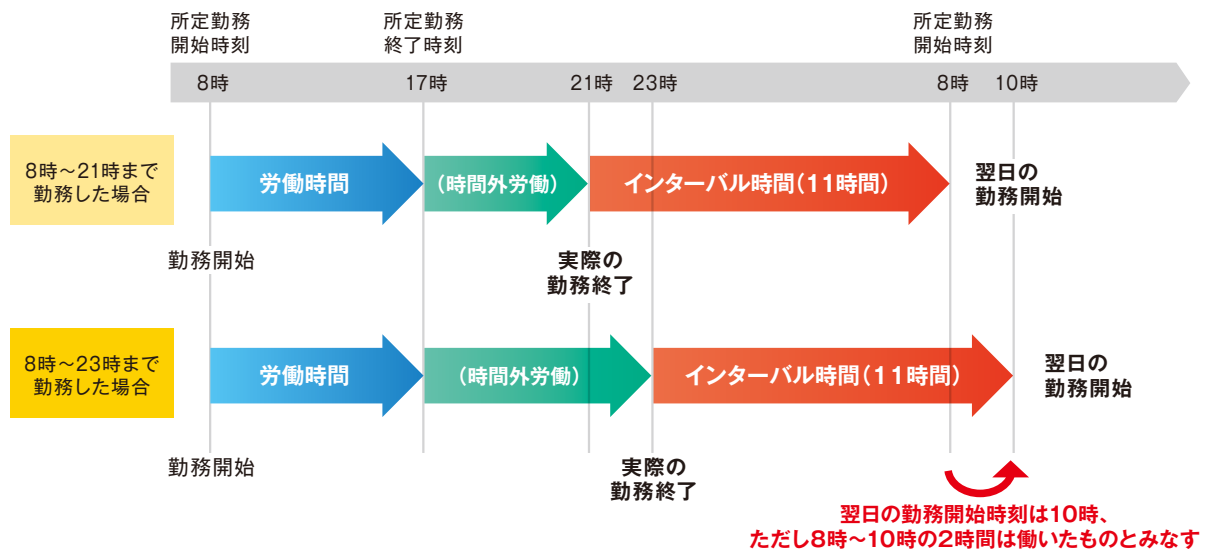 所定勤務
開始時刻
所定勤務
終了時刻
所定勤務
開始時刻
8時
17時
21時
23時
8時
10時
8時～21時まで
勤務した場合
労働時間
（時間外労働）
インターバル時間（11時間）
翌日の
勤務開始
勤務開始
実際の
勤務終了
8時～23時まで
勤務した場合
労働時間
（時間外労働）
インターバル時間（11時間）
翌日の
勤務開始
勤務開始
実際の
勤務終了
翌日の勤務開始時刻は10時、
ただし8時～10時の2時間は働いたものとみなす